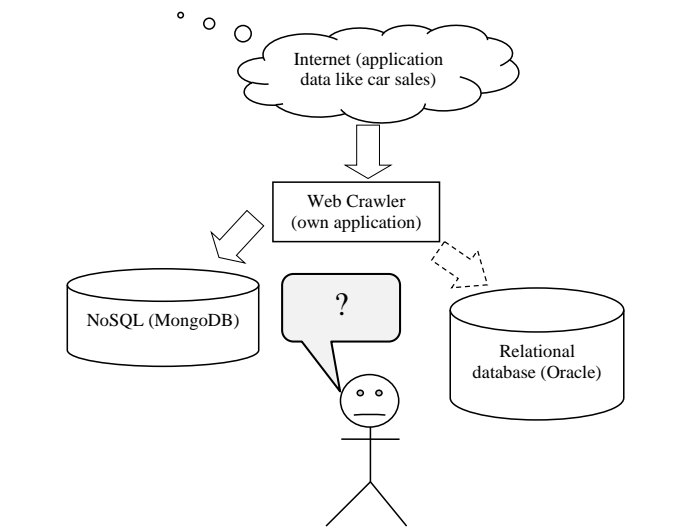 Internet (application
data like car sales)
Web Crawler
(own application)
NoSQL (MongoDB)
?
Relational
database (Oracle)